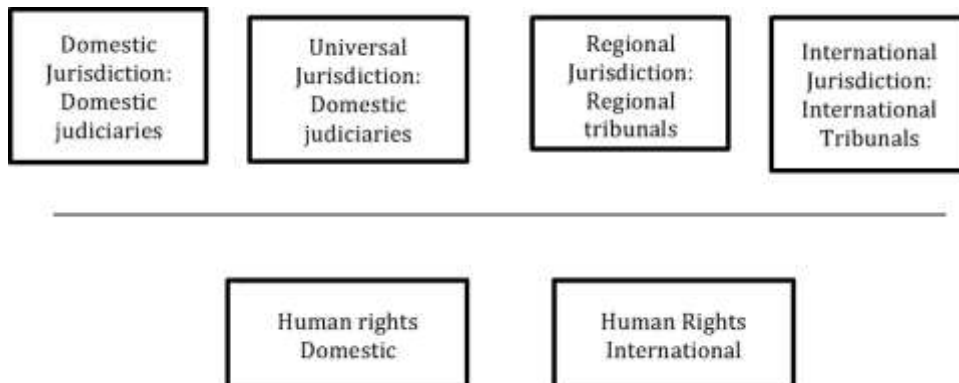 Domestic
Jurisdiction:
Domestic
judiciaries
Universal
Jurisdiction:
Domestic
judiciaries
Regional
Jurisdiction:
Regional
tribunals
International
Jurisdiction:
International
Tribunals
Human rights
Domestic
Human Rights
International